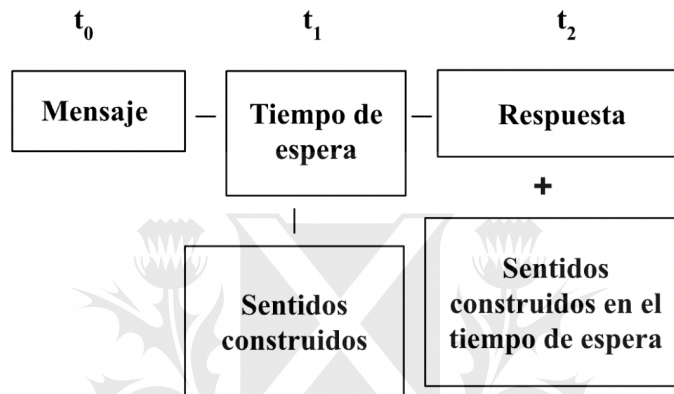 t0 t1 t2
Mensaje – Tiempo de espera – Respuesta
+
Sentidos construidos
Sentidos construidos en el tiempo de espera